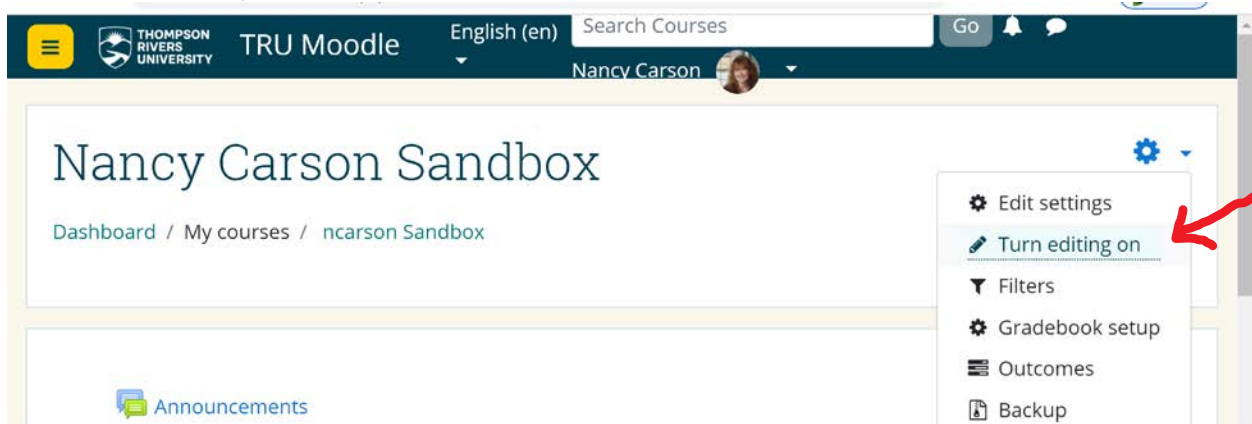 THOMPSON
RIVERS
UNIVERSITY
TRU Moodle
English (en)
Search Courses
Go
Nancy Carson
Nancy Carson Sandbox
Dashboard / My courses / ncarson Sandbox
Edit settings
Turn editing on
Filters
Gradebook setup
Outcomes
Backup
Announcements